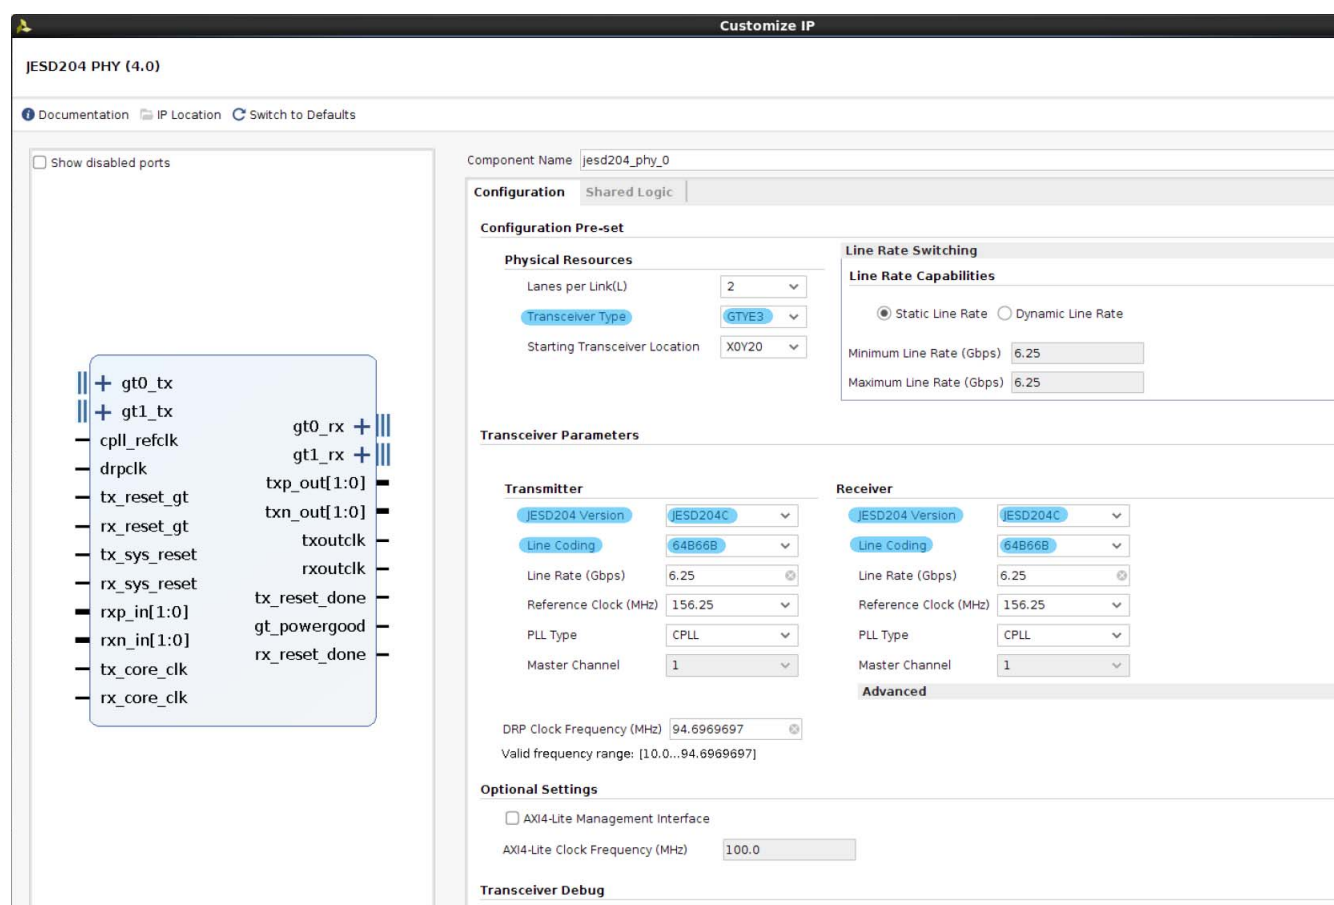 Customize IP
JESD204 PHY (4.0)
Documentation IP Location Switch to Defaults
Show disabled ports
gt0_tx
gt1_tx
cpll_refclk
drpclk
tx_reset_gt
rx_reset_gt
tx_sys_reset
rx_sys_reset
rxp_in[1:0]
rxn_in[1:0]
tx_core_clk
rx_core_clk
gt0_rx
gt1_rx
txp_out[1:0]
txn_out[1:0]
txoutclk
rxoutclk
tx_reset_done
gt_powergood
rx_reset_done
Component Name jesd204_phy_0
Configuration Shared Logic
Configuration Pre-set
Physical Resources
Lanes per Link(L) 2
Transceiver Type GTYE3
Starting Transceiver Location X0Y20
Line Rate Switching
Line Rate Capabilities
Static Line Rate Dynamic Line Rate
Minimum Line Rate (Gbps) 6.25
Maximum Line Rate (Gbps) 6.25
Transceiver Parameters
Transmitter
JESD204 Version JESD204C
Line Coding 64B66B
Line Rate (Gbps) 6.25
Reference Clock (MHz) 156.25
PLL Type CPLL
Master Channel 1
Receiver
JESD204 Version JESD204C
Line Coding 64B66B
Line Rate (Gbps) 6.25
Reference Clock (MHz) 156.25
PLL Type CPLL
Master Channel 1
Advanced
DRP Clock Frequency (MHz) 94.6969697
Valid frequency range: [10.0...94.6969697]
Optional Settings
AXI4-Lite Management Interface
AXI4-Lite Clock Frequency (MHz) 100.0
Transceiver Debug